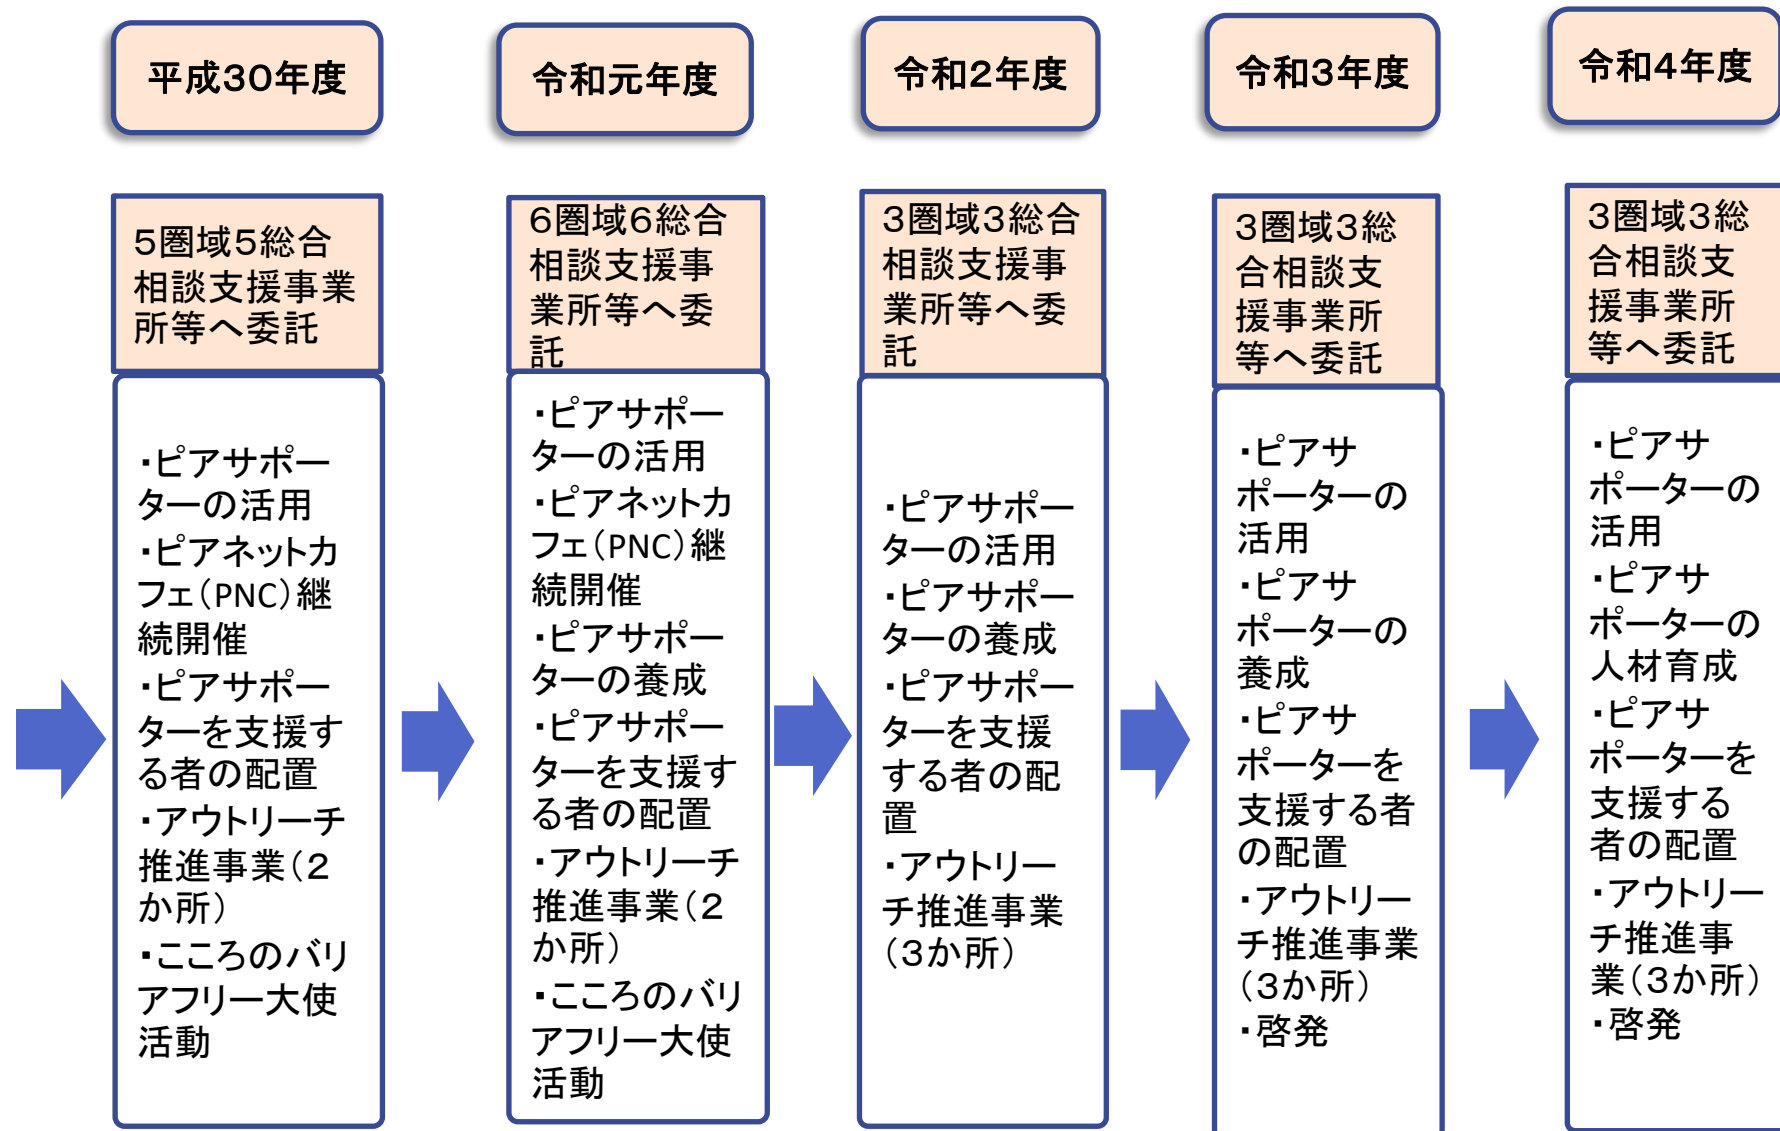 平成30年度
令和元年度
令和2年度
令和3年度
令和4年度
5圏域5総合
相談支援事業
所等へ委託
・ピアサポー
ターの活用
・ピアネットカ
フェ（PNC）継
続開催
・ピアサポー
ターを支援す
る者の配置
・アウトリーチ
推進事業（2
か所）
・こころのバリ
アフリー大使
活動
6圏域6総合
相談支援事
業所等へ委
託
・ピアサポー
ターの活用
・ピアネットカ
フェ（PNC）継
続開催
・ピアサポー
ターの養成
・ピアサポー
ターを支援す
る者の配置
・アウトリーチ
推進事業（2
か所）
・こころのバリ
アフリー大使
活動
3圏域3総合
相談支援事
業所等へ委
託
・ピアサポー
ターの活用
・ピアサポー
ターの養成
・ピアサポー
ターを支援
する者の配
置
・アウトリー
チ推進事業
（3か所）
3圏域3総
合相談支
援事業所
等へ委託
・ピアサ
ポーターの
活用
・ピアサ
ポーターの
養成
・ピアサ
ポーターを
支援する者
の配置
・アウトリー
チ推進事業
（3か所）
・啓発
3圏域3総
合相談支
援事業所
等へ委託
・ピアサ
ポーターの
活用
・ピアサ
ポーターの
人材育成
・ピアサ
ポーターを
支援する
者の配置
・アウトリー
チ推進事
業（3か所）
・啓発